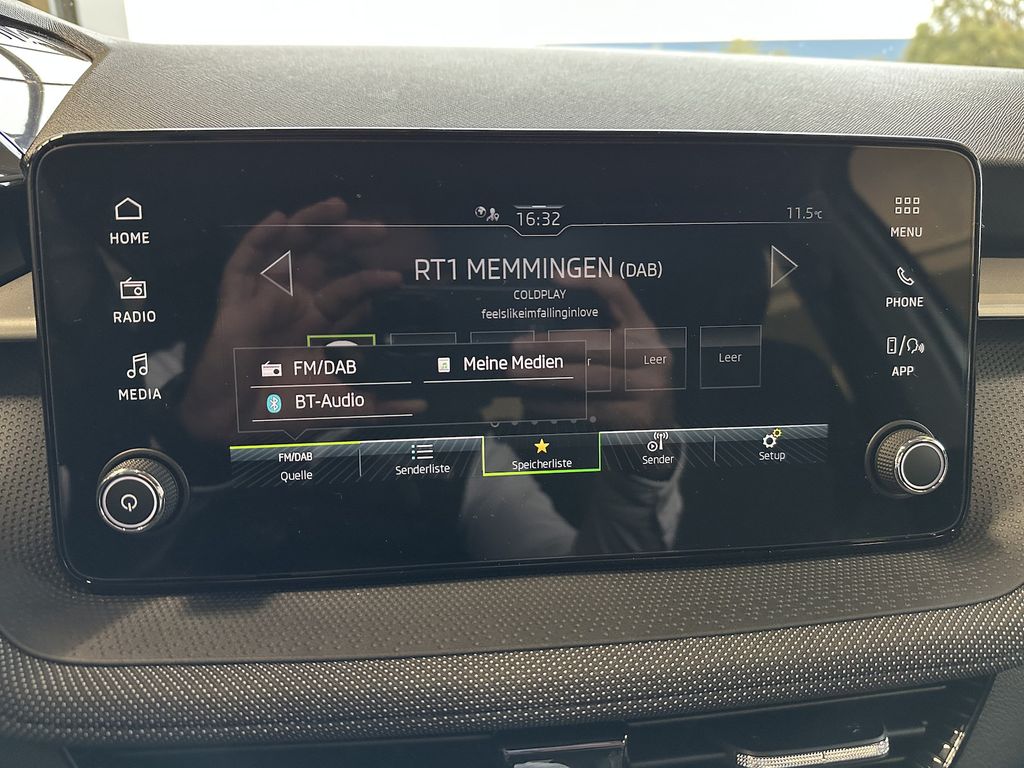 16:32
11.5°C
HOME
MENU
RT1 MEMMINGEN (DAB)
COLDPLAY
feelslikeimfallinginlove
RADIO
PHONE
FM/DAB
Meine Medien
Leer
Leer
MEDIA
APP
BT-Audio
FM/DAB
Quelle
Senderliste
Speicherliste
Sender
Setup